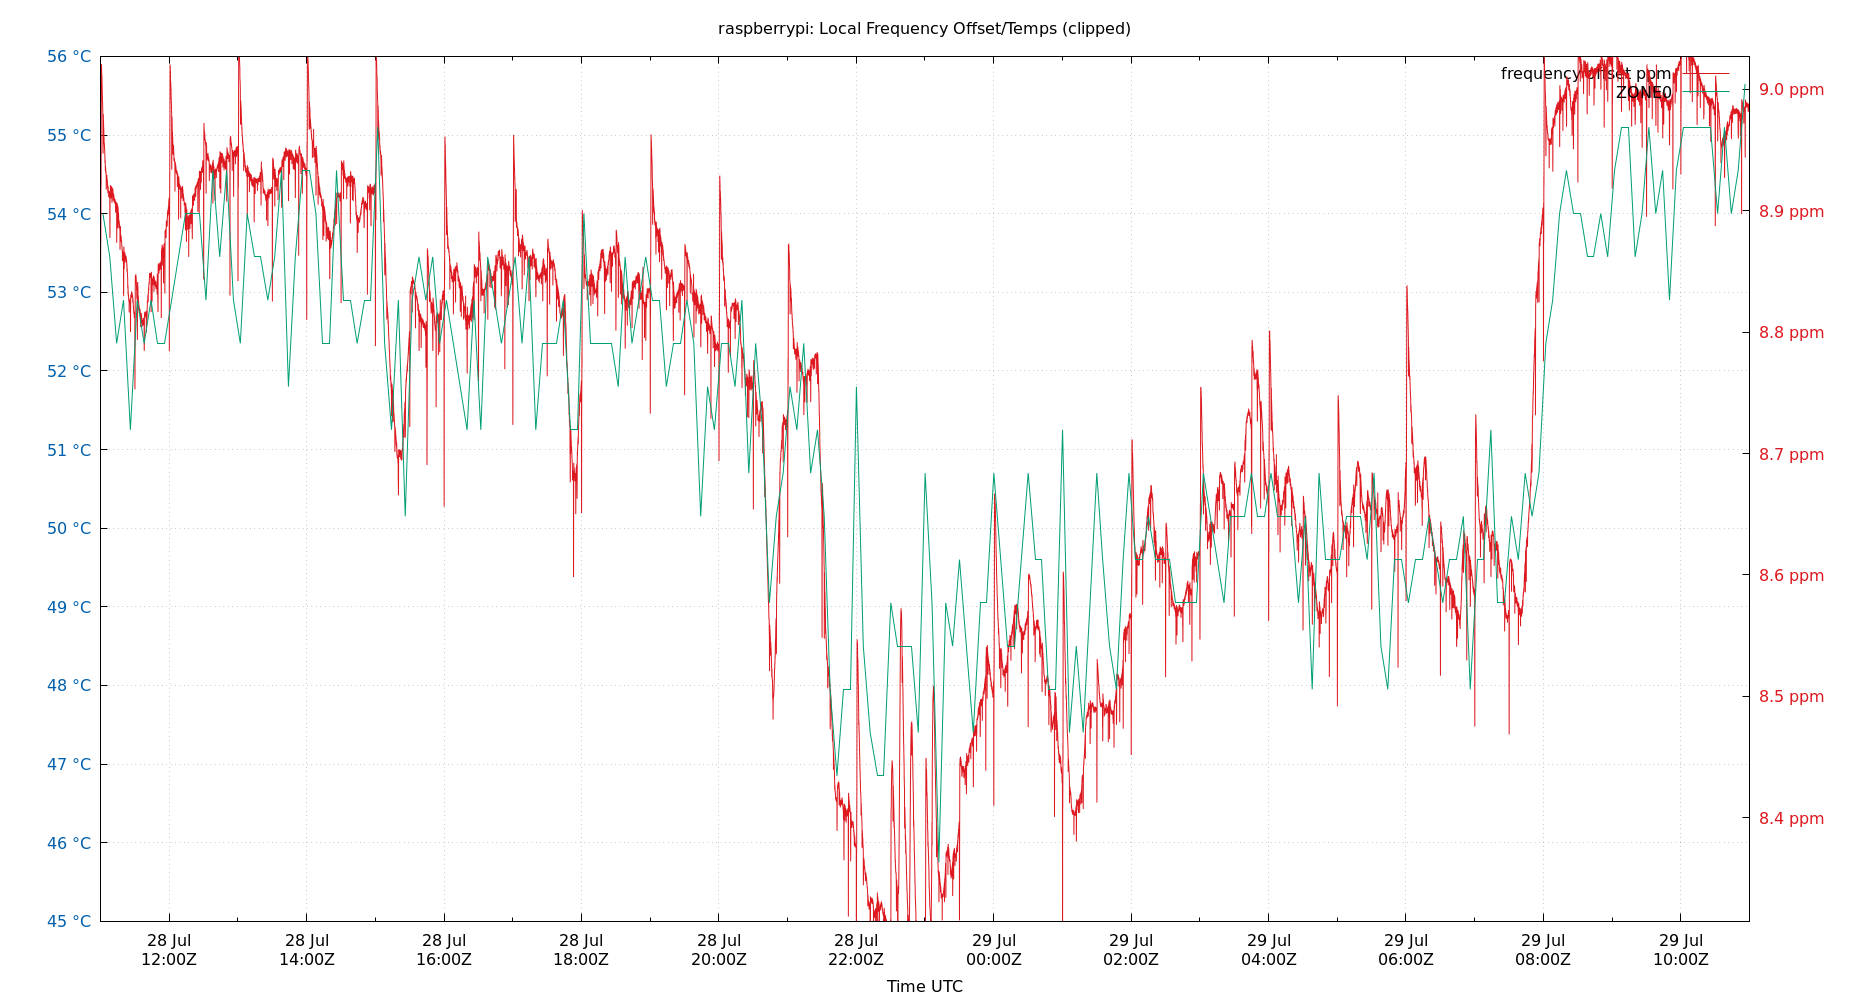 raspberrypi: Local Frequency Offset/Temps (clipped)
56 °C
55 °C
54 °C
53 °C
52 °C
51 °C
50 °C
49 °C
48 °C
47 °C
46 °C
45 °C
frequency offset ppm
ZONE0
9.0 ppm
8.9 ppm
8.8 ppm
8.7 ppm
8.6 ppm
8.5 ppm
8.4 ppm
28 Jul 28 Jul 28 Jul 28 Jul 28 Jul 28 Jul 29 Jul 29 Jul 29 Jul 29 Jul 29 Jul 29 Jul
12:00Z 14:00Z 16:00Z 18:00Z 20:00Z 22:00Z 00:00Z 02:00Z 04:00Z 06:00Z 08:00Z 10:00Z
Time UTC